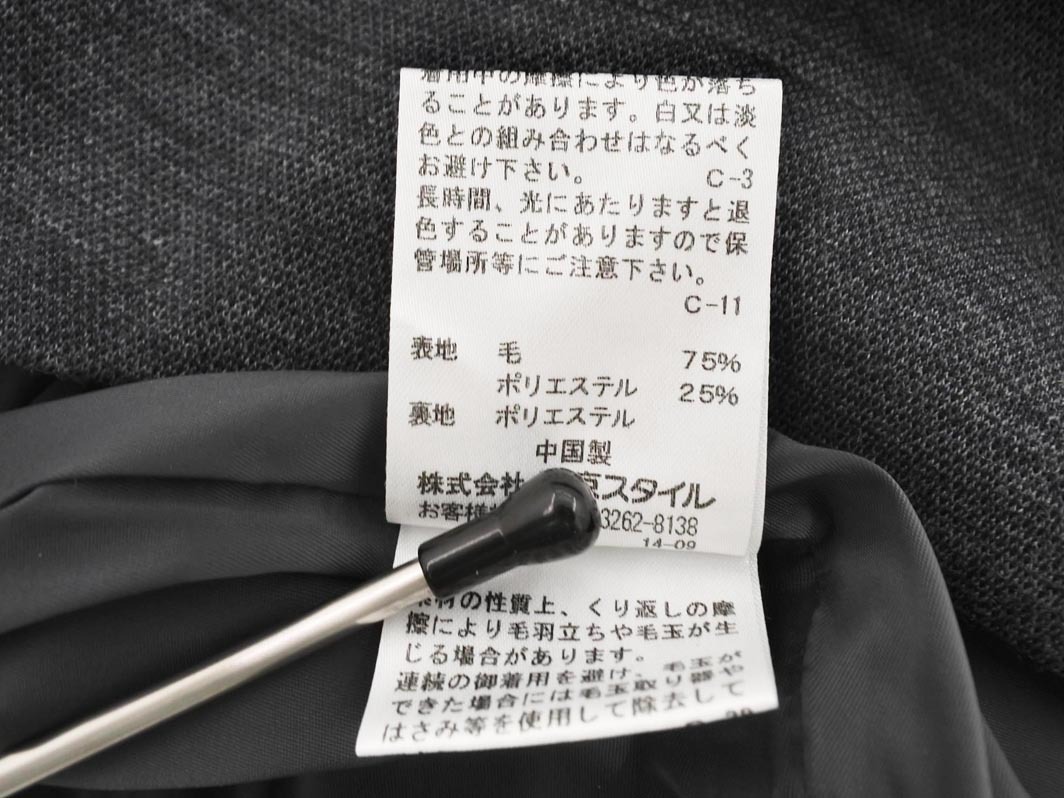 着用中の摩擦により色が落ち
ることがあります。白又は淡
色との組み合わせはなるべく
お避け下さい。 C-3
長時間、光にあたりますと退
色することがありますので保
管場所等にご注意下さい。
C-11
表地 毛 75%
ポリエステル 25%
裏地 ポリエステル
中国製
株式会社 京スタイル
お客様 3262-8138
14-09
の性質上、くり返しの摩
擦により毛羽立ちや毛玉が生
じる場合があります。
連続の御着用を避け、毛玉が
できた場合には毛玉取り器や
はさみ等を使用して除去して